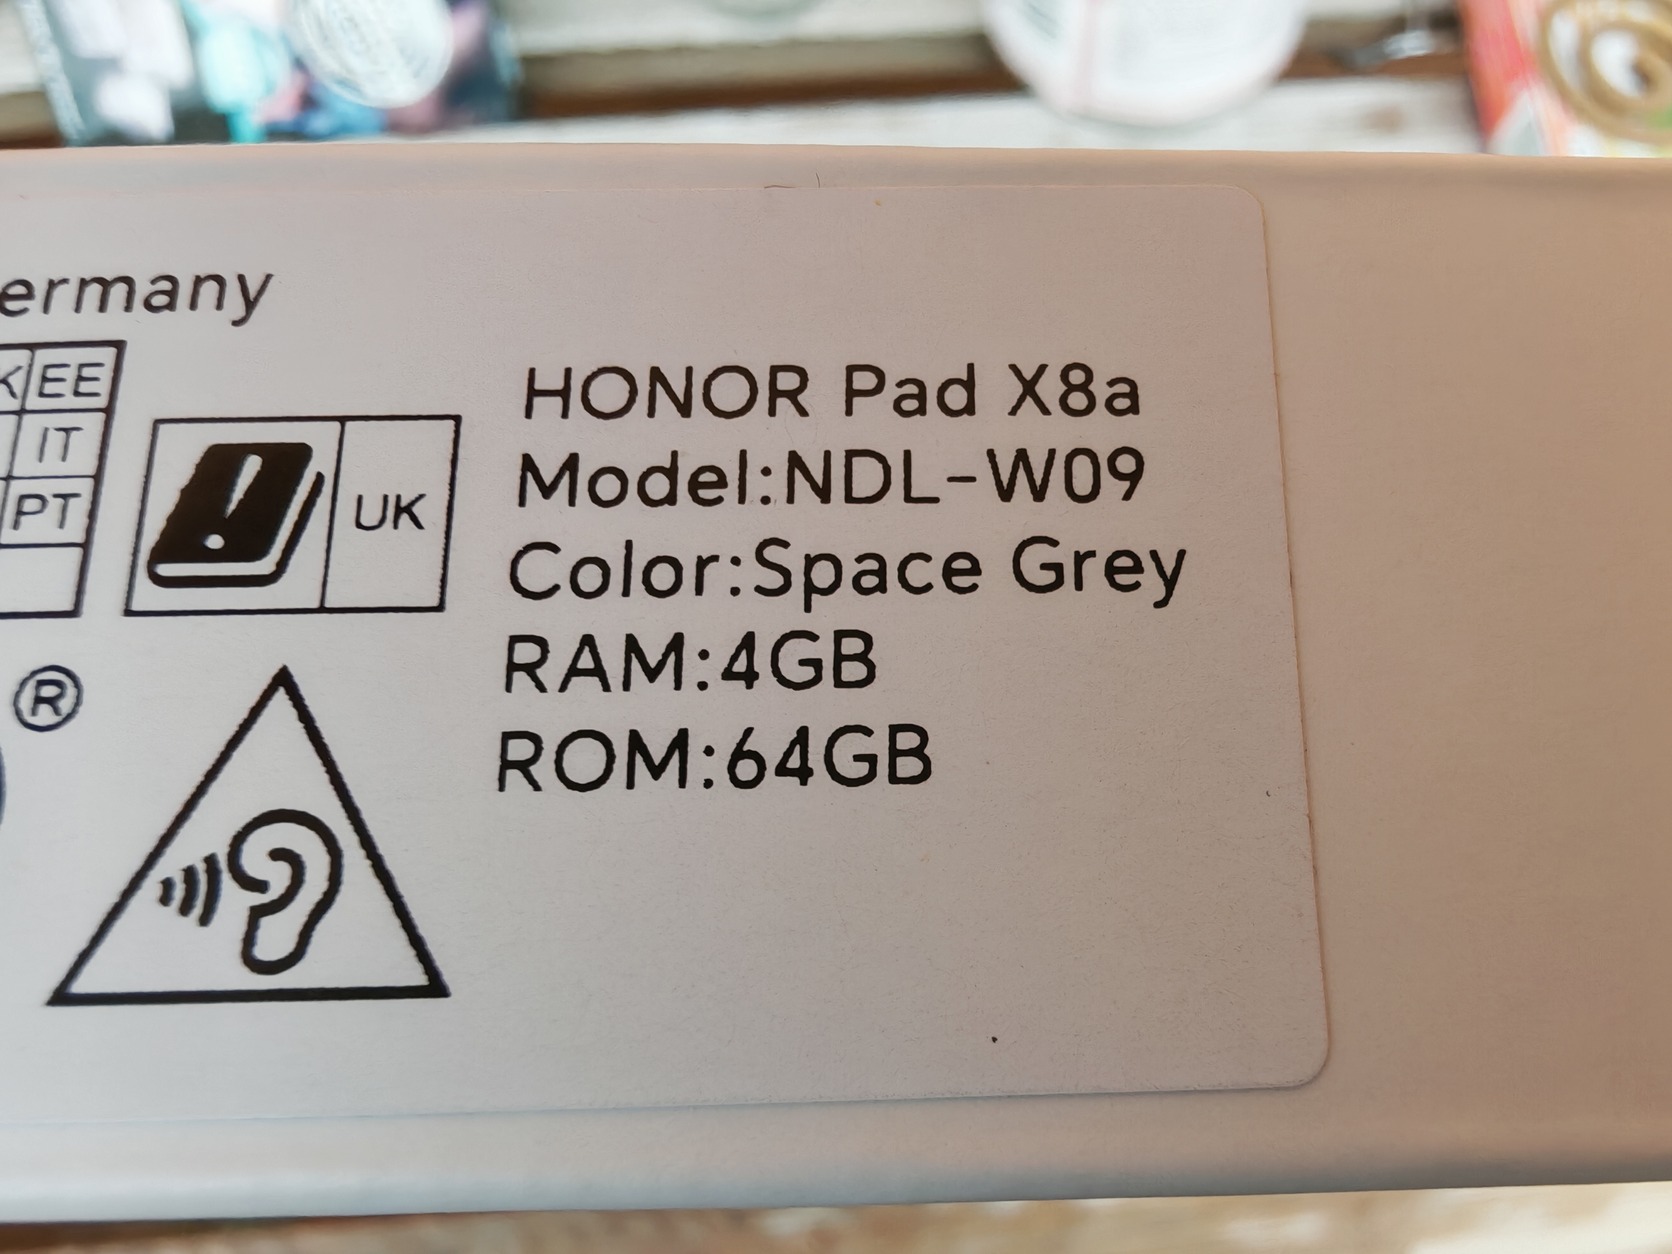 ermany
EE
IT
PT
UK
HONOR Pad X8a
Model:NDL-W09
Color:Space Grey
RAM:4GB
ROM:64GB
®